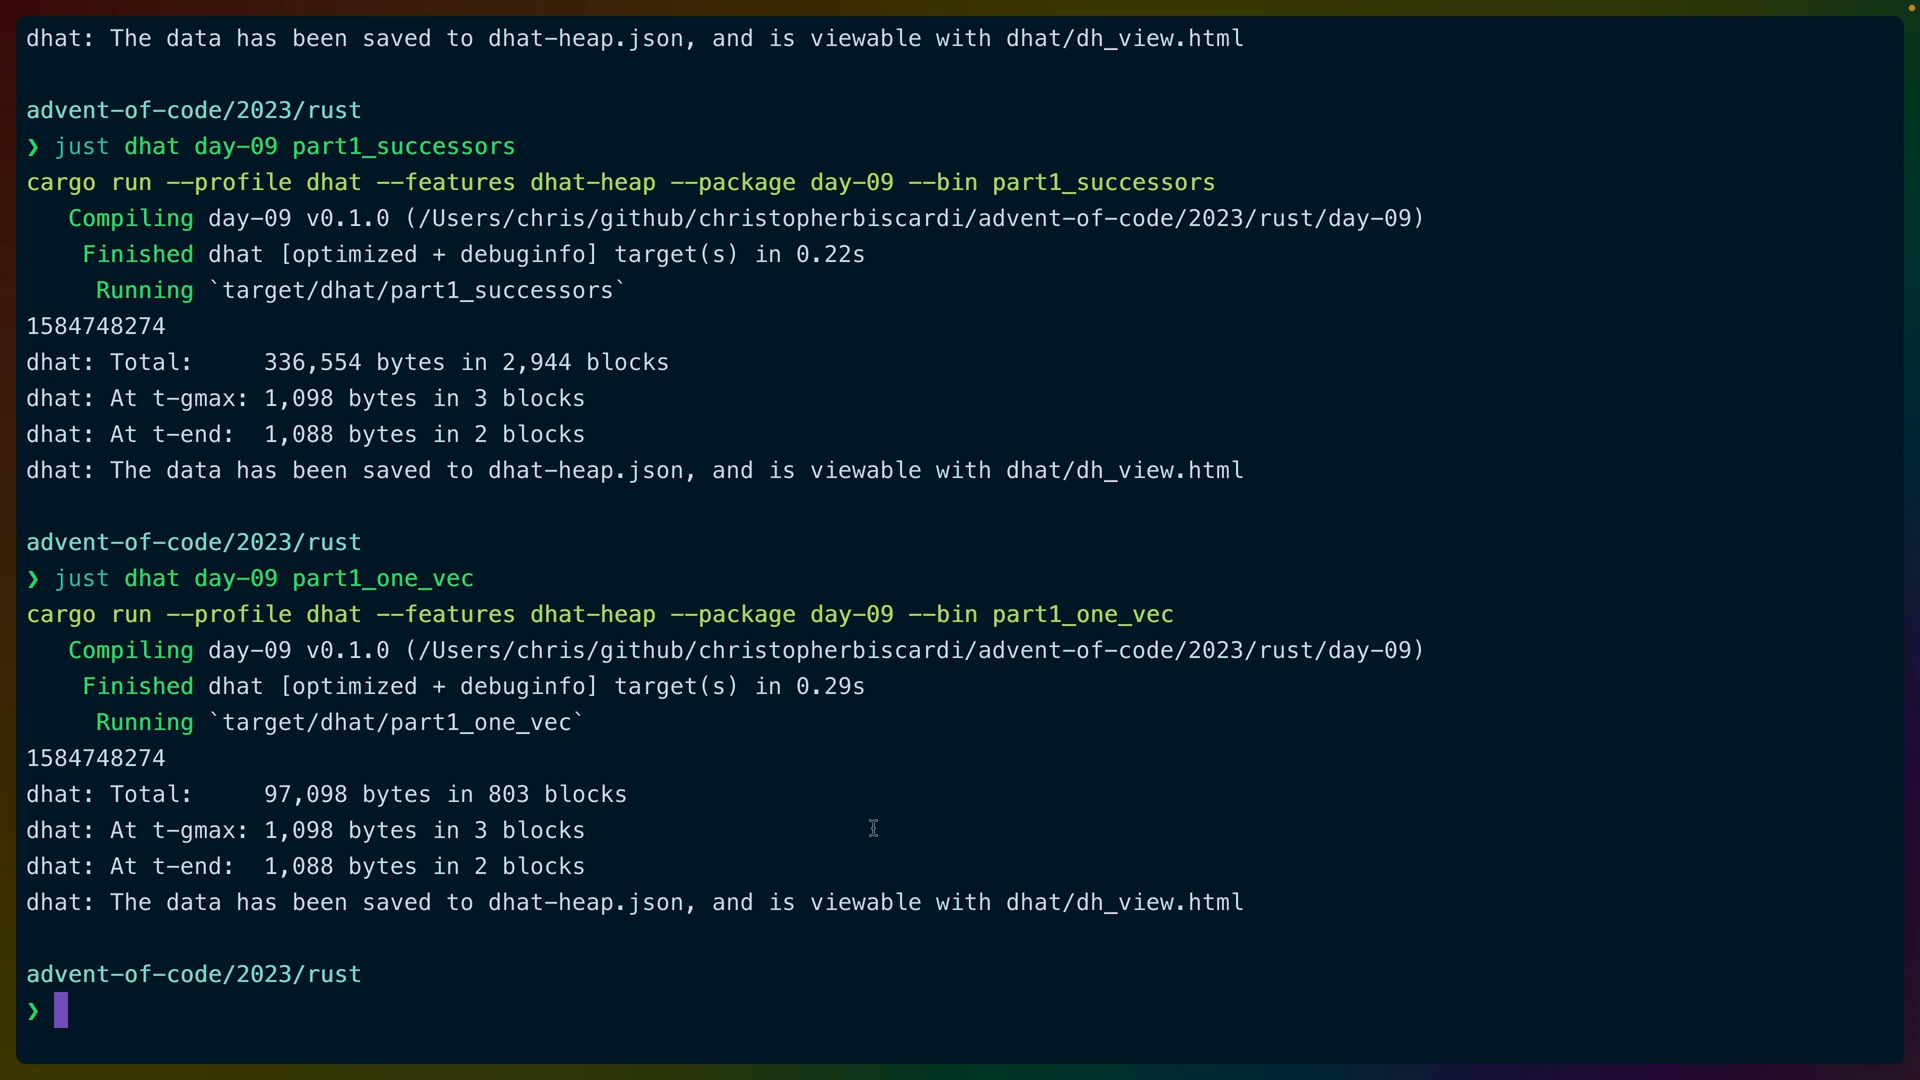 dhat: The data has been saved to dhat-heap.json, and is viewable with dhat/dh_view.html
advent-of-code/2023/rust
❯ just dhat day-09 part1_successors
cargo run --profile dhat --features dhat-heap --package day-09 --bin part1_successors
   Compiling day-09 v0.1.0 (/Users/chris/github/christopherbiscardi/advent-of-code/2023/rust/day-09)
    Finished dhat [optimized + debuginfo] target(s) in 0.22s
     Running `target/dhat/part1_successors`
1584748274
dhat: Total:     336,554 bytes in 2,944 blocks
dhat: At t-gmax: 1,098 bytes in 3 blocks
dhat: At t-end:  1,088 bytes in 2 blocks
dhat: The data has been saved to dhat-heap.json, and is viewable with dhat/dh_view.html
advent-of-code/2023/rust
❯ just dhat day-09 part1_one_vec
cargo run --profile dhat --features dhat-heap --package day-09 --bin part1_one_vec
   Compiling day-09 v0.1.0 (/Users/chris/github/christopherbiscardi/advent-of-code/2023/rust/day-09)
    Finished dhat [optimized + debuginfo] target(s) in 0.29s
     Running `target/dhat/part1_one_vec`
1584748274
dhat: Total:     97,098 bytes in 803 blocks
dhat: At t-gmax: 1,098 bytes in 3 blocks
dhat: At t-end:  1,088 bytes in 2 blocks
dhat: The data has been saved to dhat-heap.json, and is viewable with dhat/dh_view.html
advent-of-code/2023/rust
❯